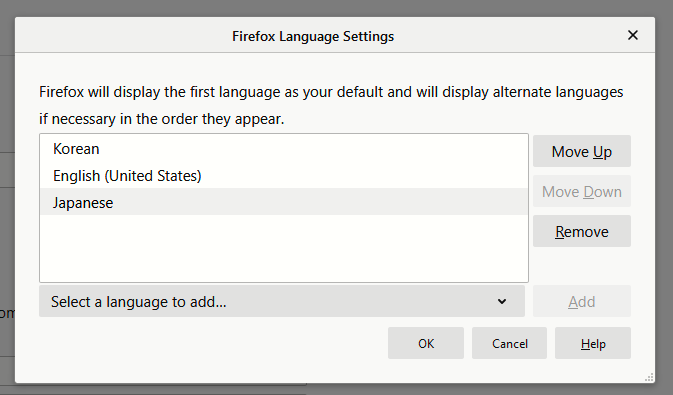 Firefox Language Settings
Firefox will display the first language as your default and will display alternate languages
if necessary in the order they appear.
Korean
English (United States)
Japanese
Move Up
Move Down
Remove
Select a language to add...
Add
OK
Cancel
Help